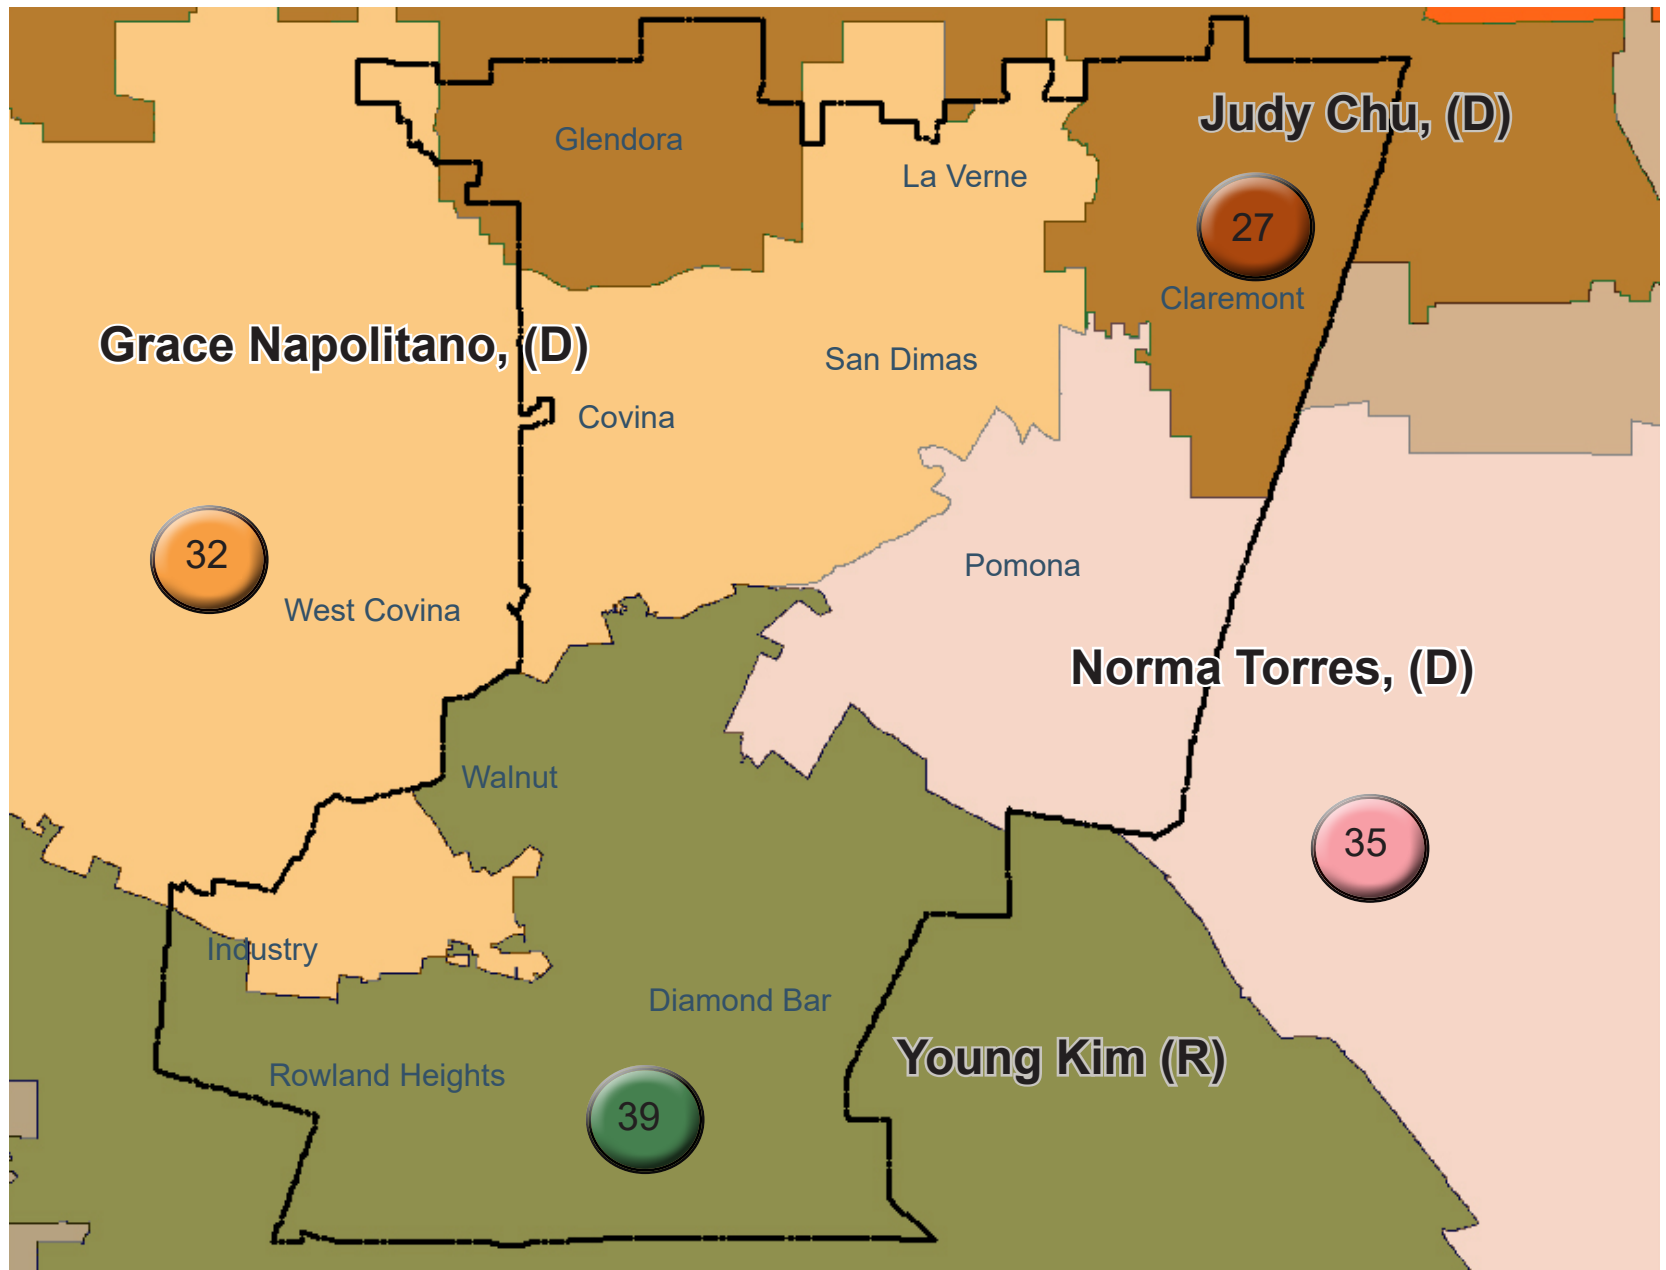 Judy Chu, (D)
Glendora
La Verne
27
Claremont
Grace Napolitano, (D)
San Dimas
Covina
32
Pomona
West Covina
Norma Torres, (D)
Walnut
35
Industry
Diamond Bar
Young Kim (R)
Rowland Heights
39